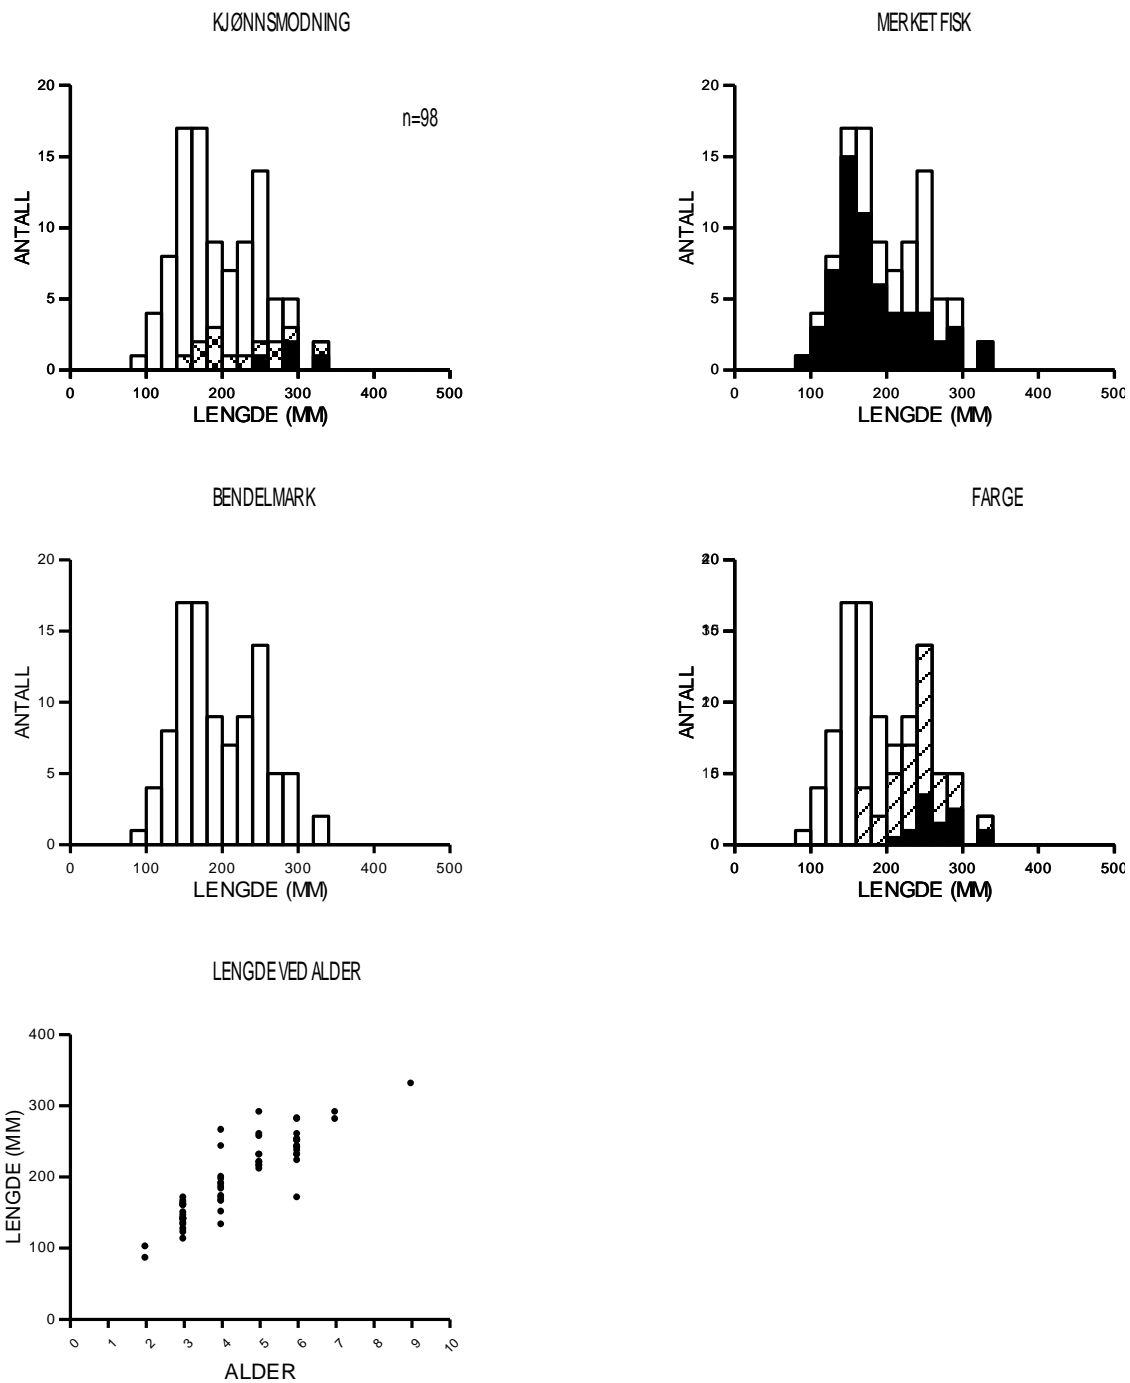 KJØNNSMODNING
20
15
10
5
0
ANTALL
n=98
0 100 200 300 400 500
LENGDE (MM)
MERKET FISK
20
15
10
5
0
ANTALL
0 100 200 300 400 500
LENGDE (MM)
BENDELMARK
20
15
10
5
0
ANTALL
0 100 200 300 400 500
LENGDE (MM)
FARGE
0
ANTALL
0 100 200 300 400 500
LENGDE (MM)
LENGDE VED ALDER
400
300
200
100
0
LENGDE (MM)
0 1 2 3 4 5 6 7 8 9 10
ALDER